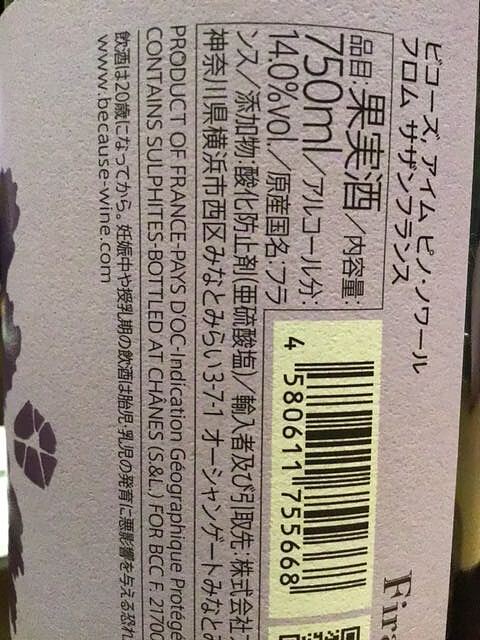 ビコーズ,アイム ピノ・ノワール
フロム サザンフランス
品目 果実酒/内容量:
750ml/アルコール分:
14.0%vol./原産国名:フラ
ンス/添加物:酸化防止剤(亜硫酸塩)/輸入者及び引取先:株式会社
神奈川県横浜市西区みなとみらい3-7-1 オーシャンゲートみなとみ
PRODUCT OF FRANCE-PAYS D'OC-Indication Géographique Protégé
CONTAINS SULPHITES-BOTTLED AT CHÂNES (S.&L.) FOR BCC F. 2170
飲酒は20歳になってから。妊娠中や授乳期の飲酒は胎児・乳児の発育に悪影響を与える恐れ
www.because-wine.com
4 580611 755668
Fir